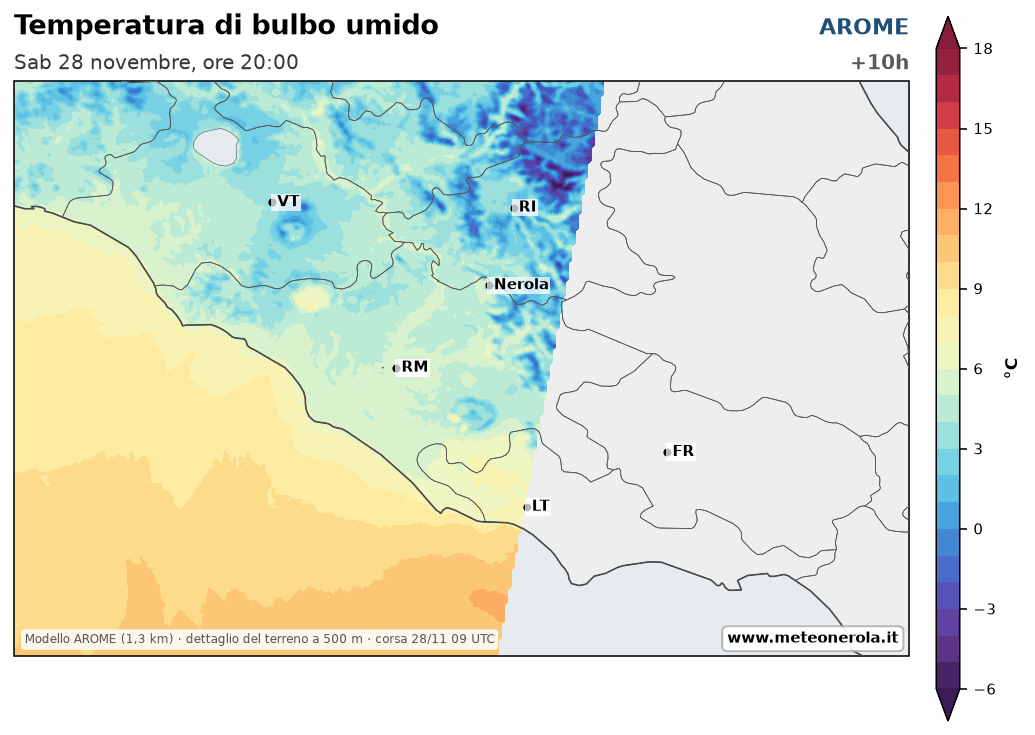 Temperatura di bulbo umido
AROME
Sab 28 novembre, ore 20:00
+10h
VT
RI
Nerola
RM
FR
LT
Modello AROME (1,3 km) · dettaglio del terreno a 500 m · corsa 28/11 09 UTC
www.meteonerola.it
18
15
12
9
6
3
0
−3
−6
°C